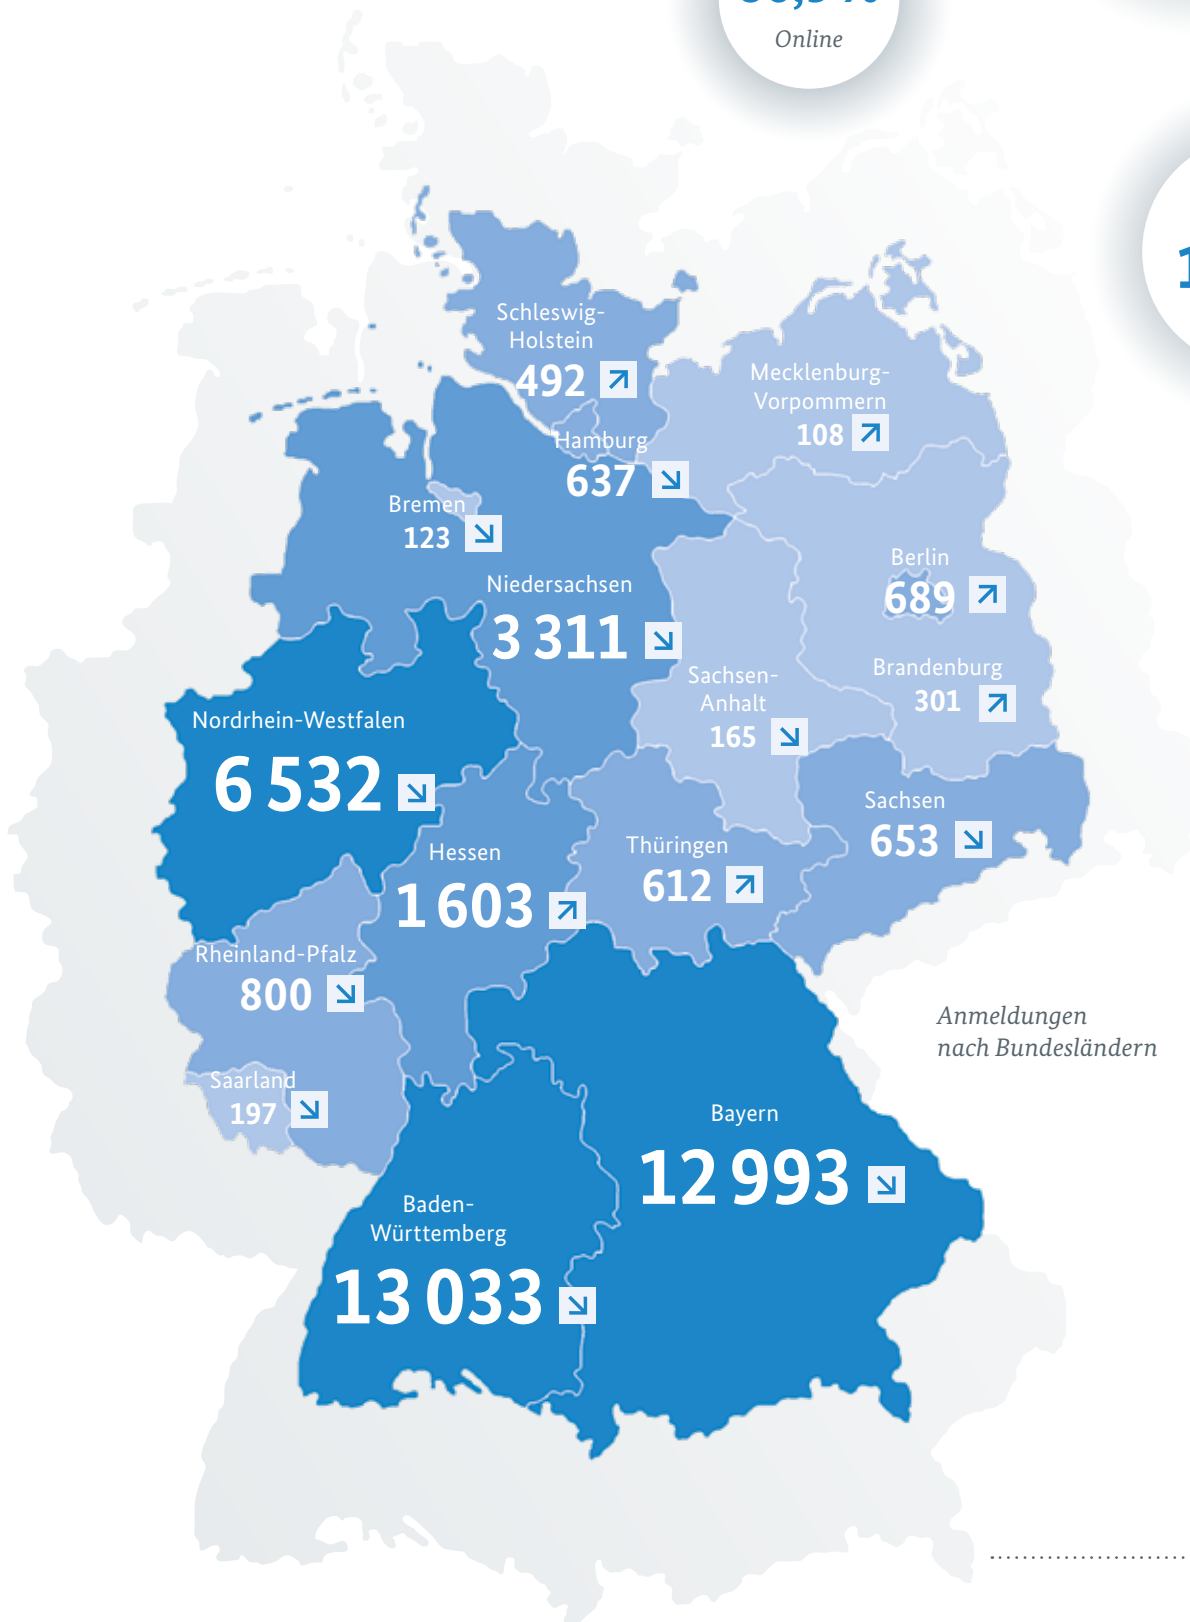 Online
Schleswig-
Holstein
492
Mecklenburg-
Vorpommern
108
Hamburg
637
Bremen
123
Berlin
689
Niedersachsen
3 311
Brandenburg
301
Sachsen-
Anhalt
165
Nordrhein-Westfalen
6 532
Sachsen
653
Thüringen
612
Hessen
1 603
Rheinland-Pfalz
800
Anmeldungen
nach Bundesländern
Saarland
197
Bayern
12 993
Baden-
Württemberg
13 033